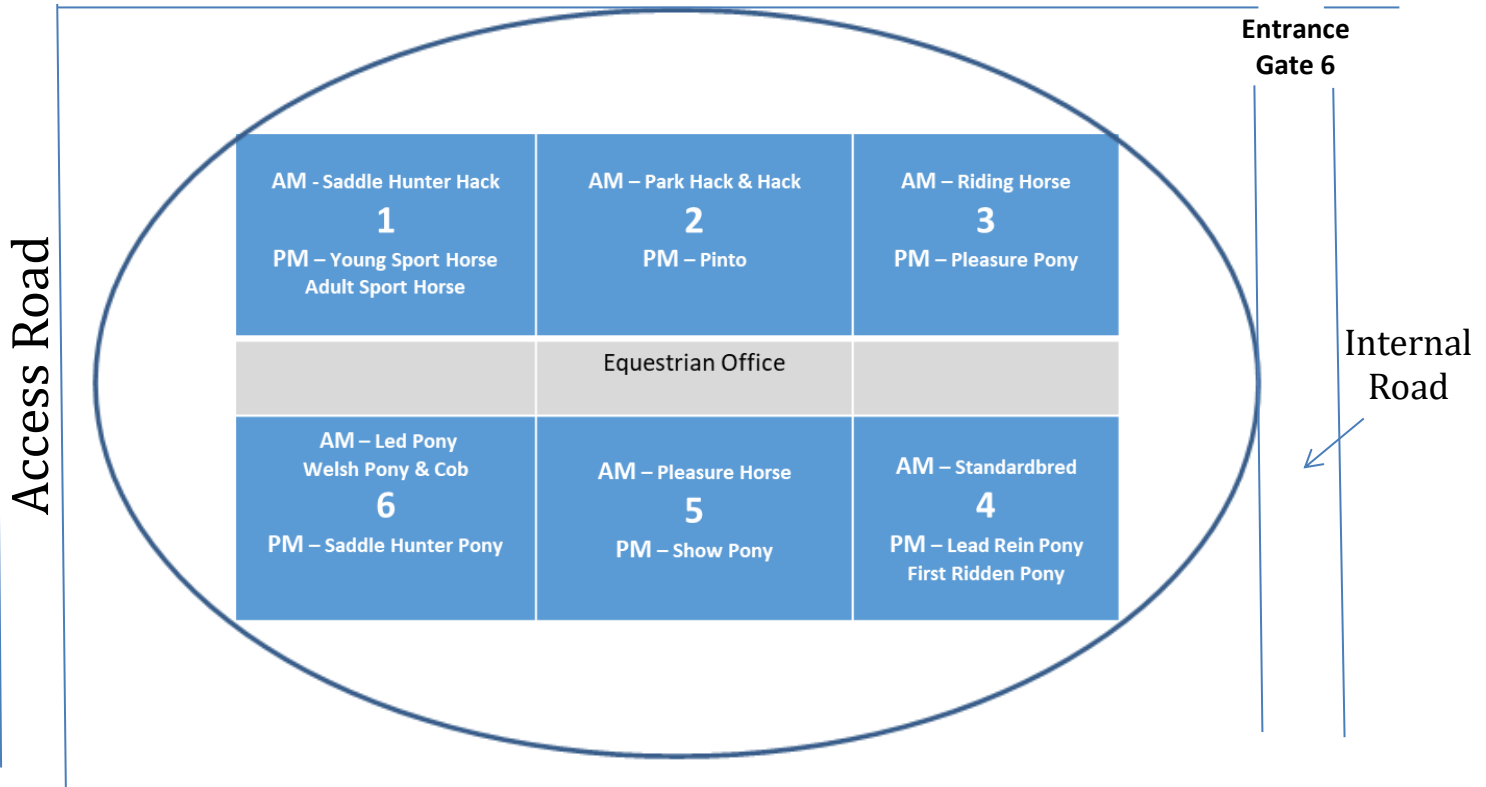 Entrance
Gate 6
AM - Saddle Hunter Hack
1
PM – Young Sport Horse
Adult Sport Horse
AM – Park Hack & Hack
2
PM – Pinto
AM – Riding Horse
3
PM – Pleasure Pony
Access Road
Equestrian Office
Internal
Road
AM – Led Pony
Welsh Pony & Cob
6
PM – Saddle Hunter Pony
AM – Pleasure Horse
5
PM – Show Pony
AM – Standardbred
4
PM – Lead Rein Pony
First Ridden Pony